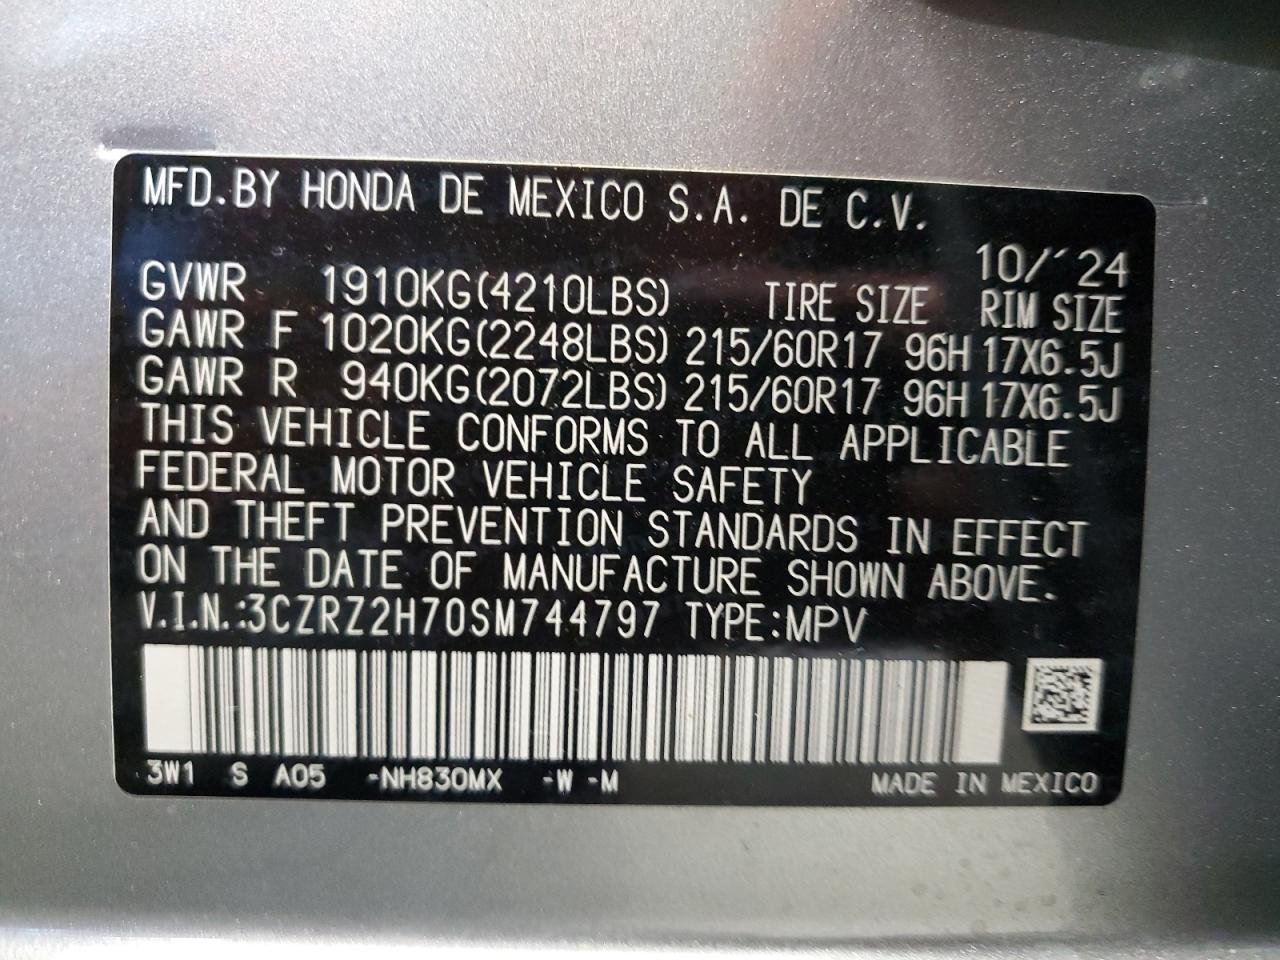 MFD.BY HONDA DE MEXICO S.A. DE C.V.
10/'24
GVWR 1910KG(4210LBS) TIRE SIZE RIM SIZE
GAWR F 1020KG(2248LBS) 215/60R17 96H 17X6.5J
GAWR R 940KG(2072LBS) 215/60R17 96H 17X6.5J
THIS VEHICLE CONFORMS TO ALL APPLICABLE
FEDERAL MOTOR VEHICLE SAFETY
AND THEFT PREVENTION STANDARDS IN EFFECT
ON THE DATE OF MANUFACTURE SHOWN ABOVE.
V.I.N.:3CZRZ2H70SM744797 TYPE:MPV
3W1 S A05 -NH830MX -W -M MADE IN MEXICO